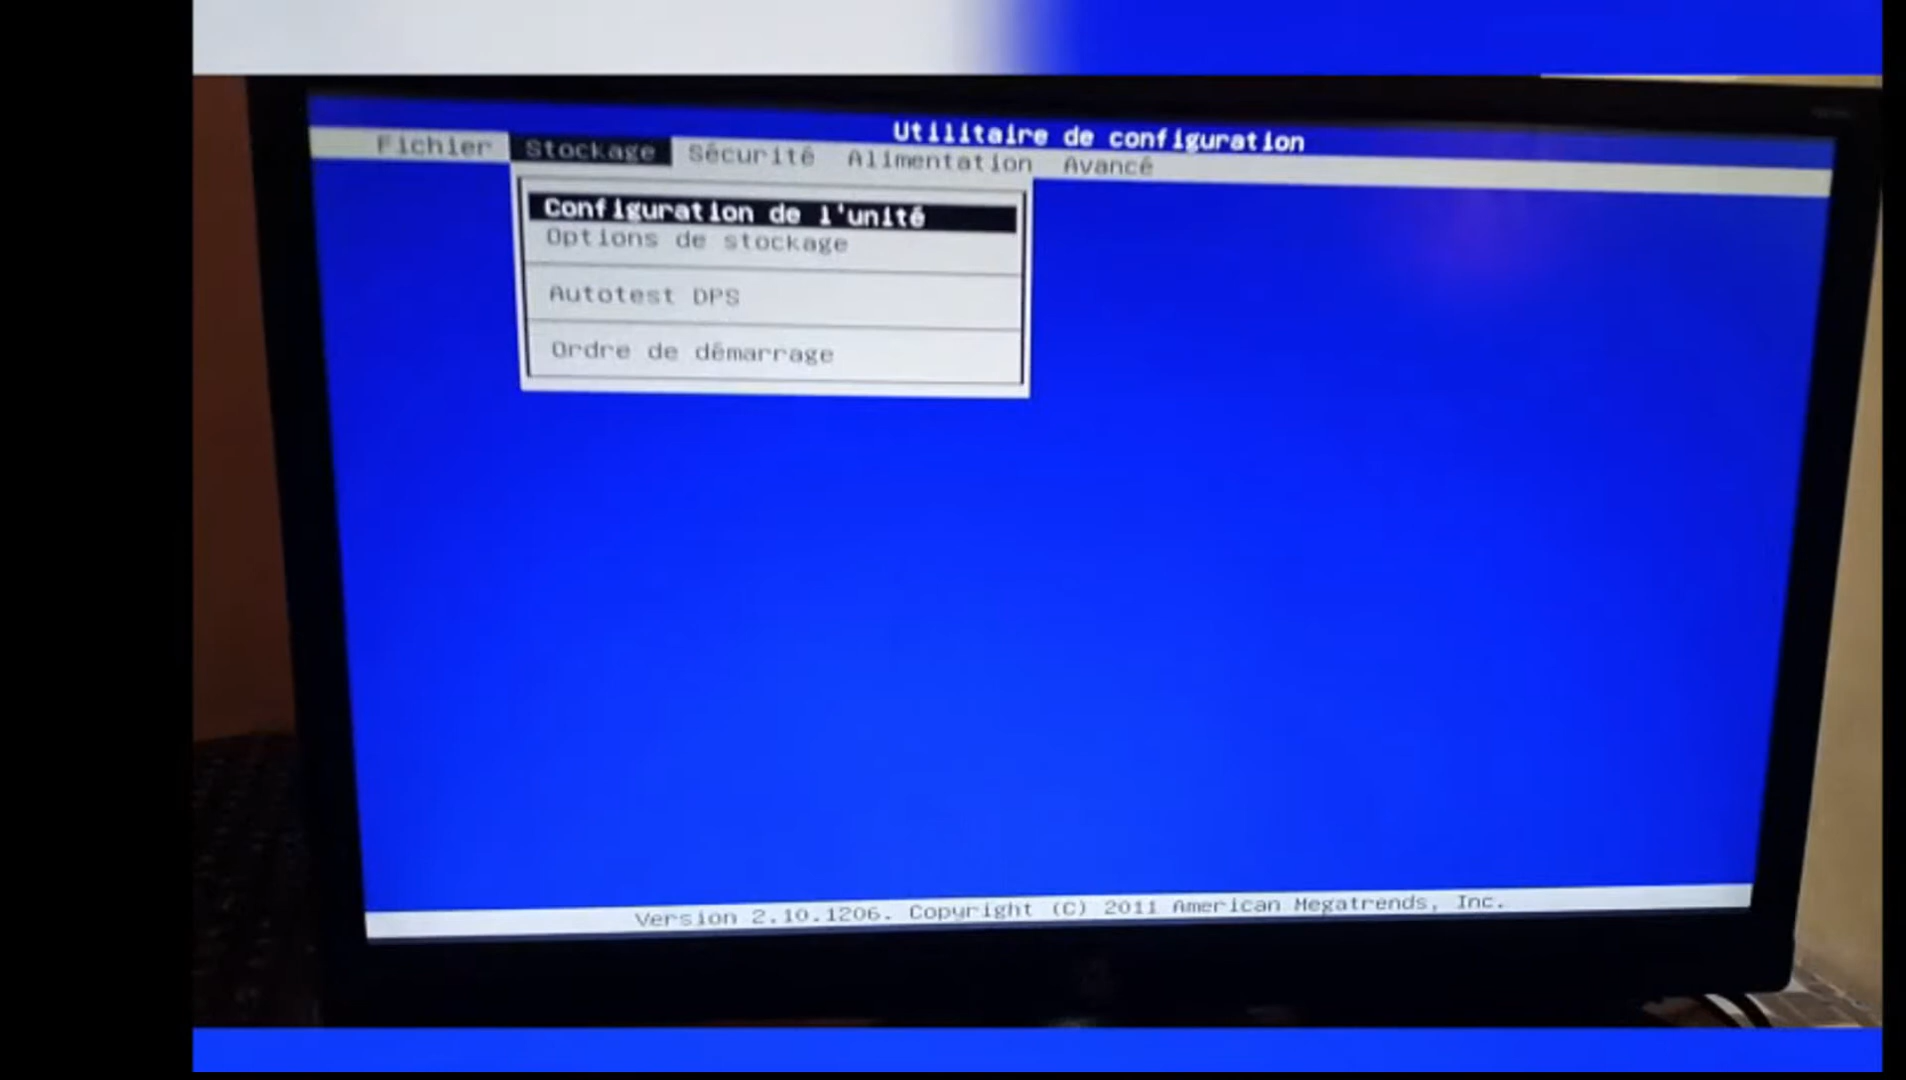 Utilitaire de configuration
Fichier Stockage Sécurité Alimentation Avancé
Configuration de l'unité
Options de stockage
Autotest DPS
Ordre de démarrage
Version 2.10.1206. Copyright (C) 2011 American Megatrends, Inc.